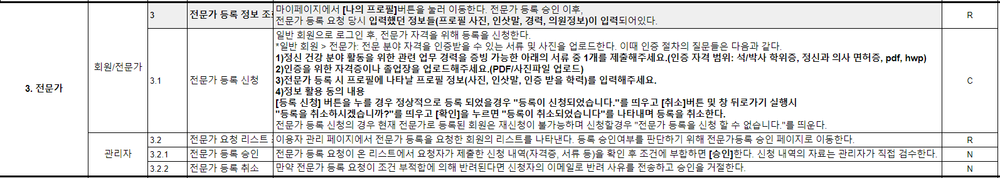 3. 전문가
회원/전문가
3
전문가 등록 정보 조
마이페이지에서 [나의 프로필]버튼을 눌러 이동한다. 전문가 등록 승인 이후,
전문가 등록 요청 당시 입력했던 정보들(프로필 사진, 인삿말, 경력, 의원정보)이 입력되어있다.
R
3.1
전문가 등록 신청
일반 회원으로 로그인 후, 전문가 자격을 위해 등록을 신청한다.
*일반 회원 > 전문가: 전문 분야 자격을 인증받을 수 있는 서류 및 사진을 업로드한다. 이때 인증 절차의 질문들은 다음과 같다.
1)정신 건강 분야 활동을 위한 관련 업무 경력을 증빙 가능한 아래의 서류 중 1개를 제출해주세요.(인증 자격 범위: 석/박사 학위증, 정신과 의사 면허증, pdf, hwp)
2)인증을 위한 자격증이나 졸업장을 업로드해주세요.(PDF/사진파일 업로드)
3)전문가 등록 시 프로필에 나타날 프로필 정보(사진, 인삿말, 인증 받을 학력)를 입력해주세요.
4)정보 활용 동의 내용
[등록 신청] 버튼을 누를 경우 정상적으로 등록 되었을경우 "등록이 신청되었습니다."를 띄우고 [취소]버튼 및 창 뒤로가기 실행시
"등록을 취소하시겠습니까?"를 띄우고 [확인]을 누르면 "등록이 취소되었습니다"를 나타내며 등록을 취소한다.
전문가 등록 신청의 경우 현재 전문가로 등록된 회원은 재신청이 불가능하며 신청할경우 "전문가 등록을 신청 할 수 없습니다."를 띄운다.
C
관리자
3.2
전문가 요청 리스트
이용자 관리 페이지에서 전문가 등록을 요청한 회원의 리스트를 나타낸다. 등록 승인여부를 판단하기 위해 전문가등록 승인 페이지로 이동한다.
R
3.2.1
전문가 등록 승인
전문가 등록 요청이 온 리스트에서 요청자가 제출한 신청 내역(자격증, 서류 등)을 확인 후 조건에 부합하면 [승인]한다. 신청 내역의 자료는 관리자가 직접 검수한다.
N
3.2.2
전문가 등록 취소
만약 전문가 등록 요청이 조건 부적합에 의해 반려된다면 신청자의 이메일로 반려 사유를 전송하고 승인을 거절한다.
N